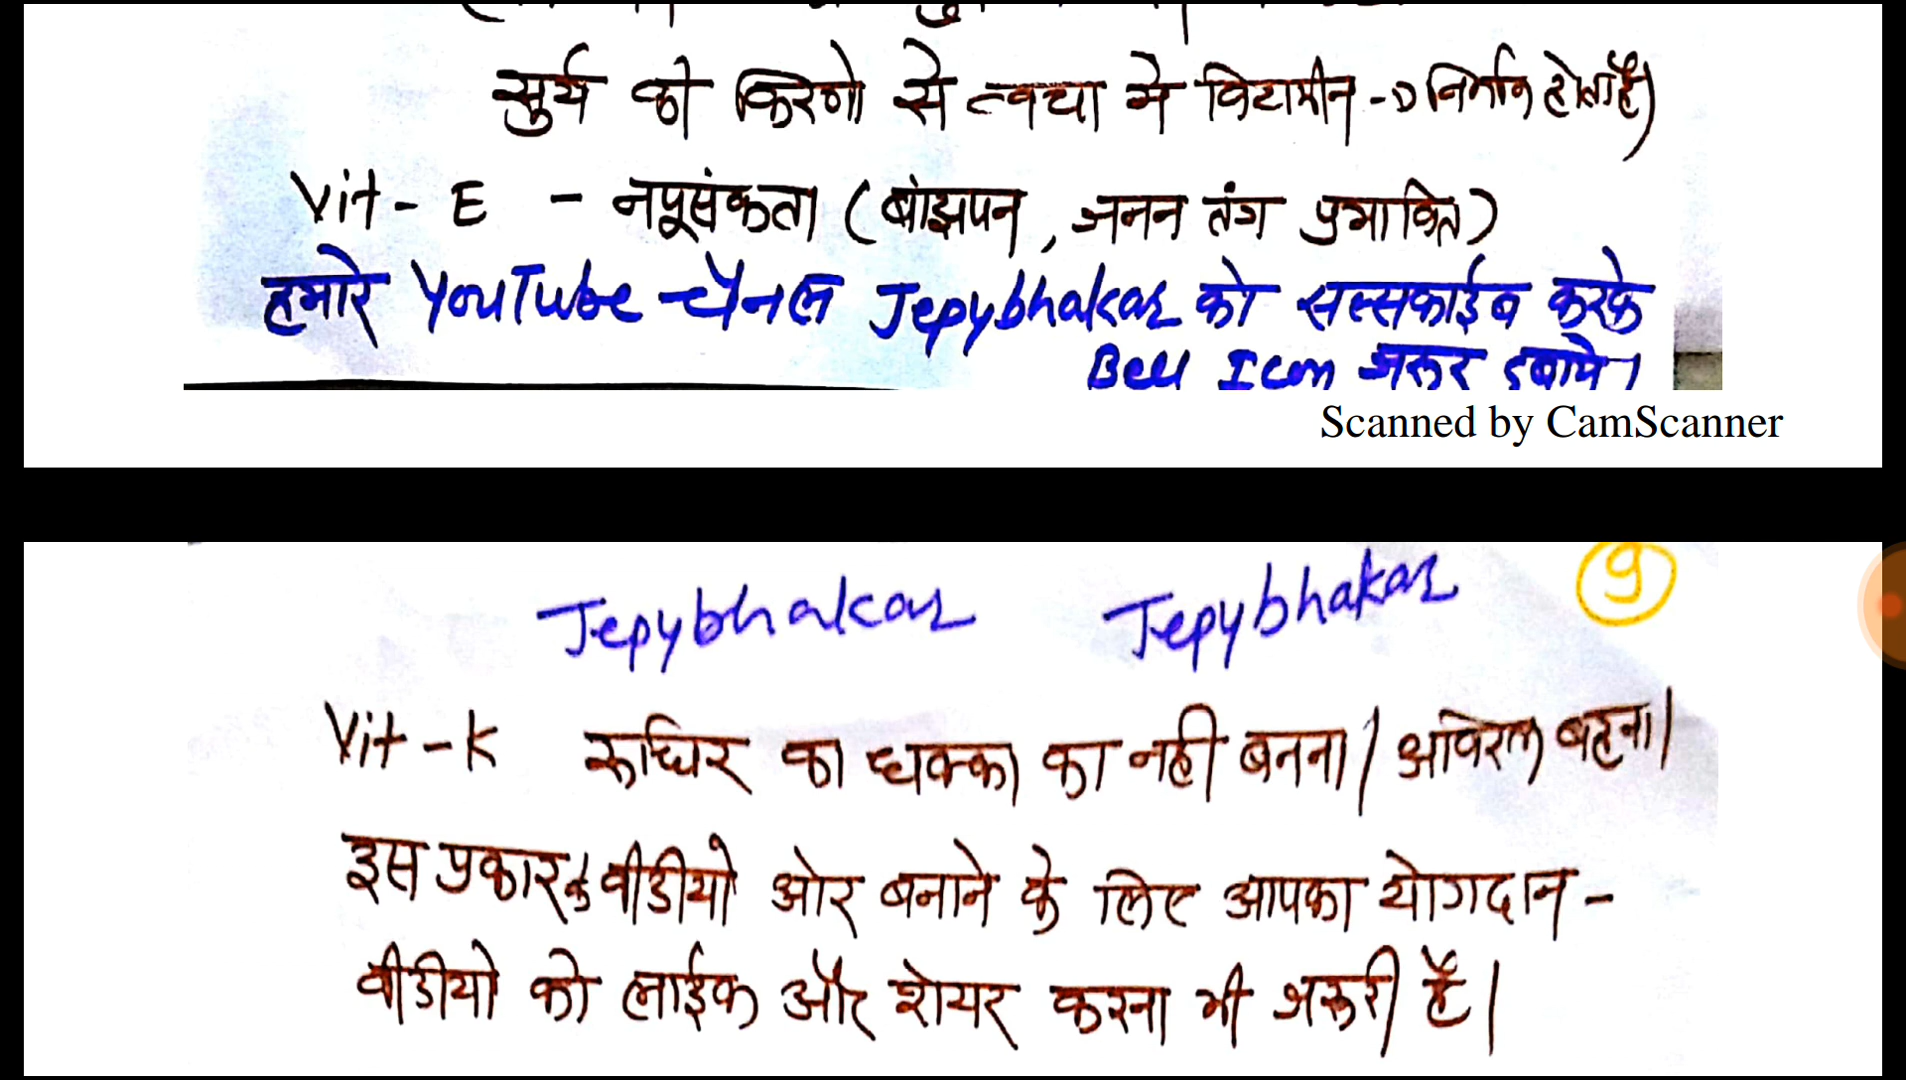 सुर्य की किरणो से त्वचा मे विटामीन -D निर्मान होता है)
Vit - E - नपूसंकता (बांझपन, जनन तंग प्रभावित)
हमारे YouTube चैनल Jepybhakar को सब्सक्राईब करके
Bell Icon जरूर दबाये।
Scanned by CamScanner
Jepybhakar Jepybhakar 9
Vit - K रूधिर का थक्का का नही बनना/ अविरल बहना।
इस प्रकार के वीडीयो ओर बनाने के लिए आपका योगदान -
वीडीयो को लाईक और शेयर करना भी जरूरी है।